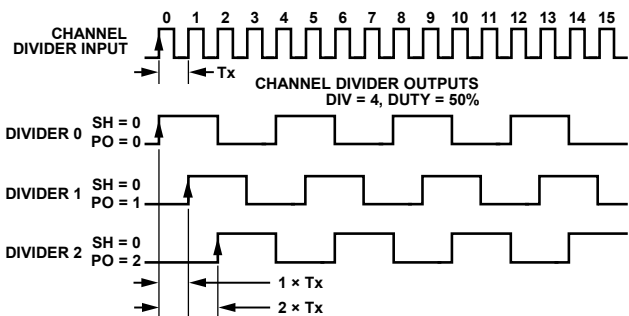 0 1 2 3 4 5 6 7 8 9 10 11 12 13 14 15
CHANNEL
DIVIDER INPUT
Tx
CHANNEL DIVIDER OUTPUTS
DIV = 4, DUTY = 50%
DIVIDER 0
SH = 0
PO = 0
DIVIDER 1
SH = 0
PO = 1
DIVIDER 2
SH = 0
PO = 2
1 × Tx
2 × Tx